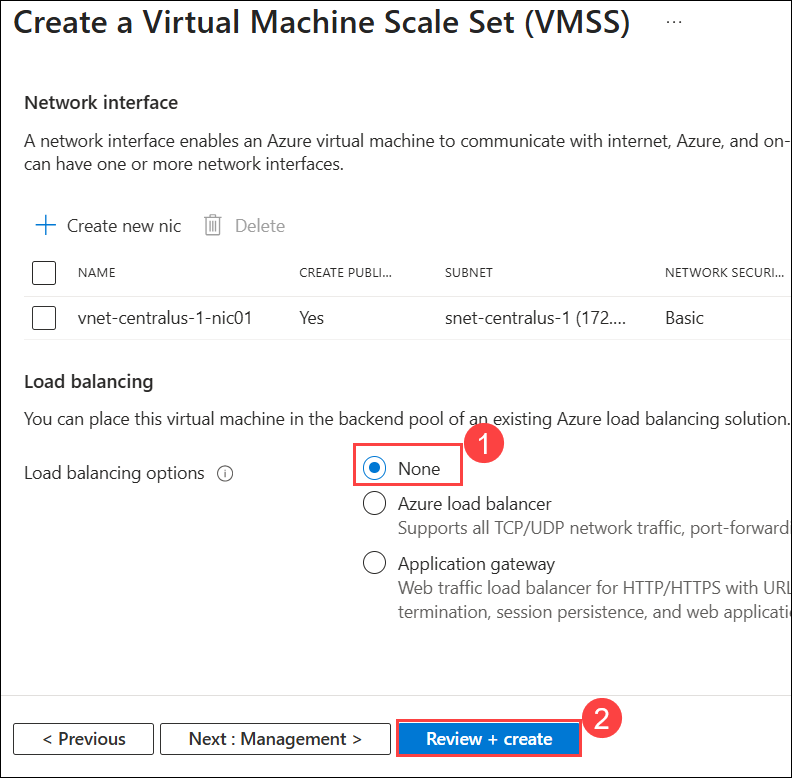 Create a Virtual Machine Scale Set (VMSS) ...
Network interface
A network interface enables an Azure virtual machine to communicate with internet, Azure, and on-
can have one or more network interfaces.
Create new nic Delete
NAME CREATE PUBLI... SUBNET NETWORK SECURI...
vnet-centralus-1-nic01 Yes snet-centralus-1 (172.... Basic
Load balancing
You can place this virtual machine in the backend pool of an existing Azure load balancing solution.
1
Load balancing options None
Azure load balancer
Supports all TCP/UDP network traffic, port-forward
Application gateway
Web traffic load balancer for HTTP/HTTPS with URL
termination, session persistence, and web applicati
2
< Previous Next : Management > Review + create